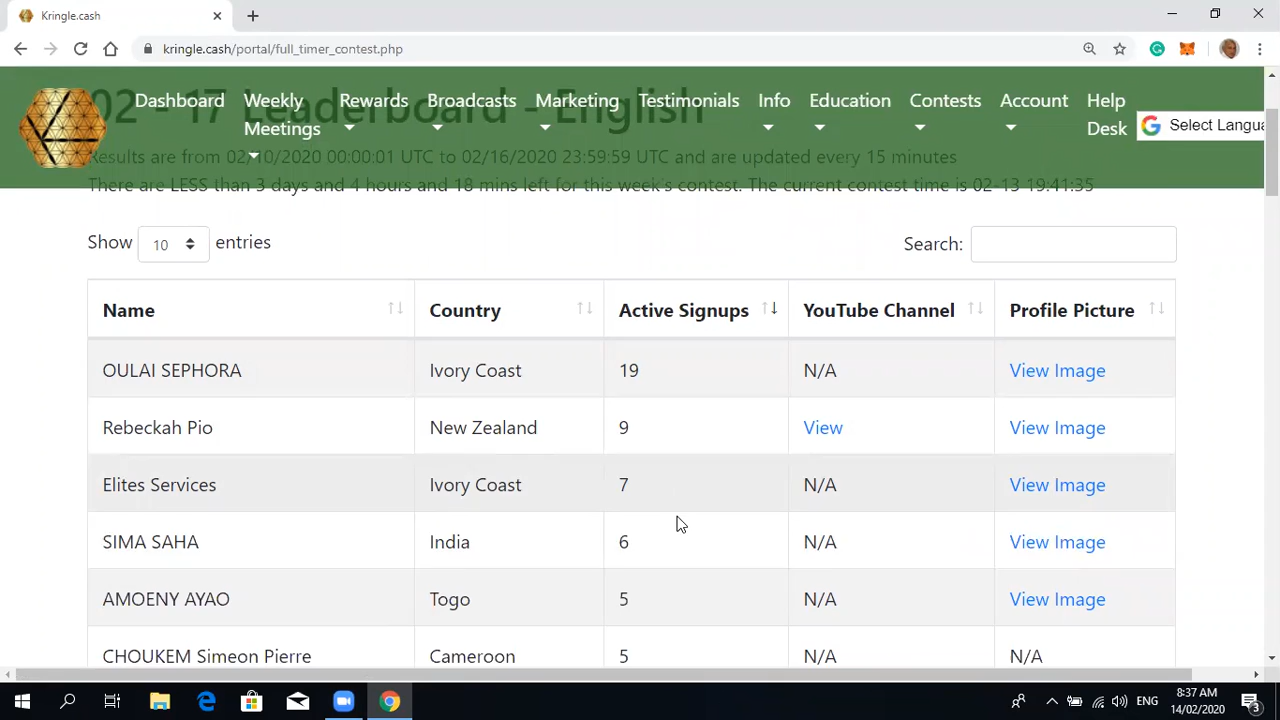 Kringle.cash
kringle.cash/portal/full_timer_contest.php
Dashboard Weekly Meetings Rewards Broadcasts Marketing Testimonials Info Education Contests Account Help Desk
Select Langua
02 - 17 Leaderboard - English
Results are from 02/10/2020 00:00:01 UTC to 02/16/2020 23:59:59 UTC and are updated every 15 minutes
There are LESS than 3 days and 4 hours and 18 mins left for this week's contest. The current contest time is 02-13 19:41:35
Show 10 entries Search:
Name Country Active Signups YouTube Channel Profile Picture
OULAI SEPHORA Ivory Coast 19 N/A View Image
Rebeckah Pio New Zealand 9 View View Image
Elites Services Ivory Coast 7 N/A View Image
SIMA SAHA India 6 N/A View Image
AMOENY AYAO Togo 5 N/A View Image
CHOUKEM Simeon Pierre Cameroon 5 N/A N/A
ENG
8:37 AM
14/02/2020
3